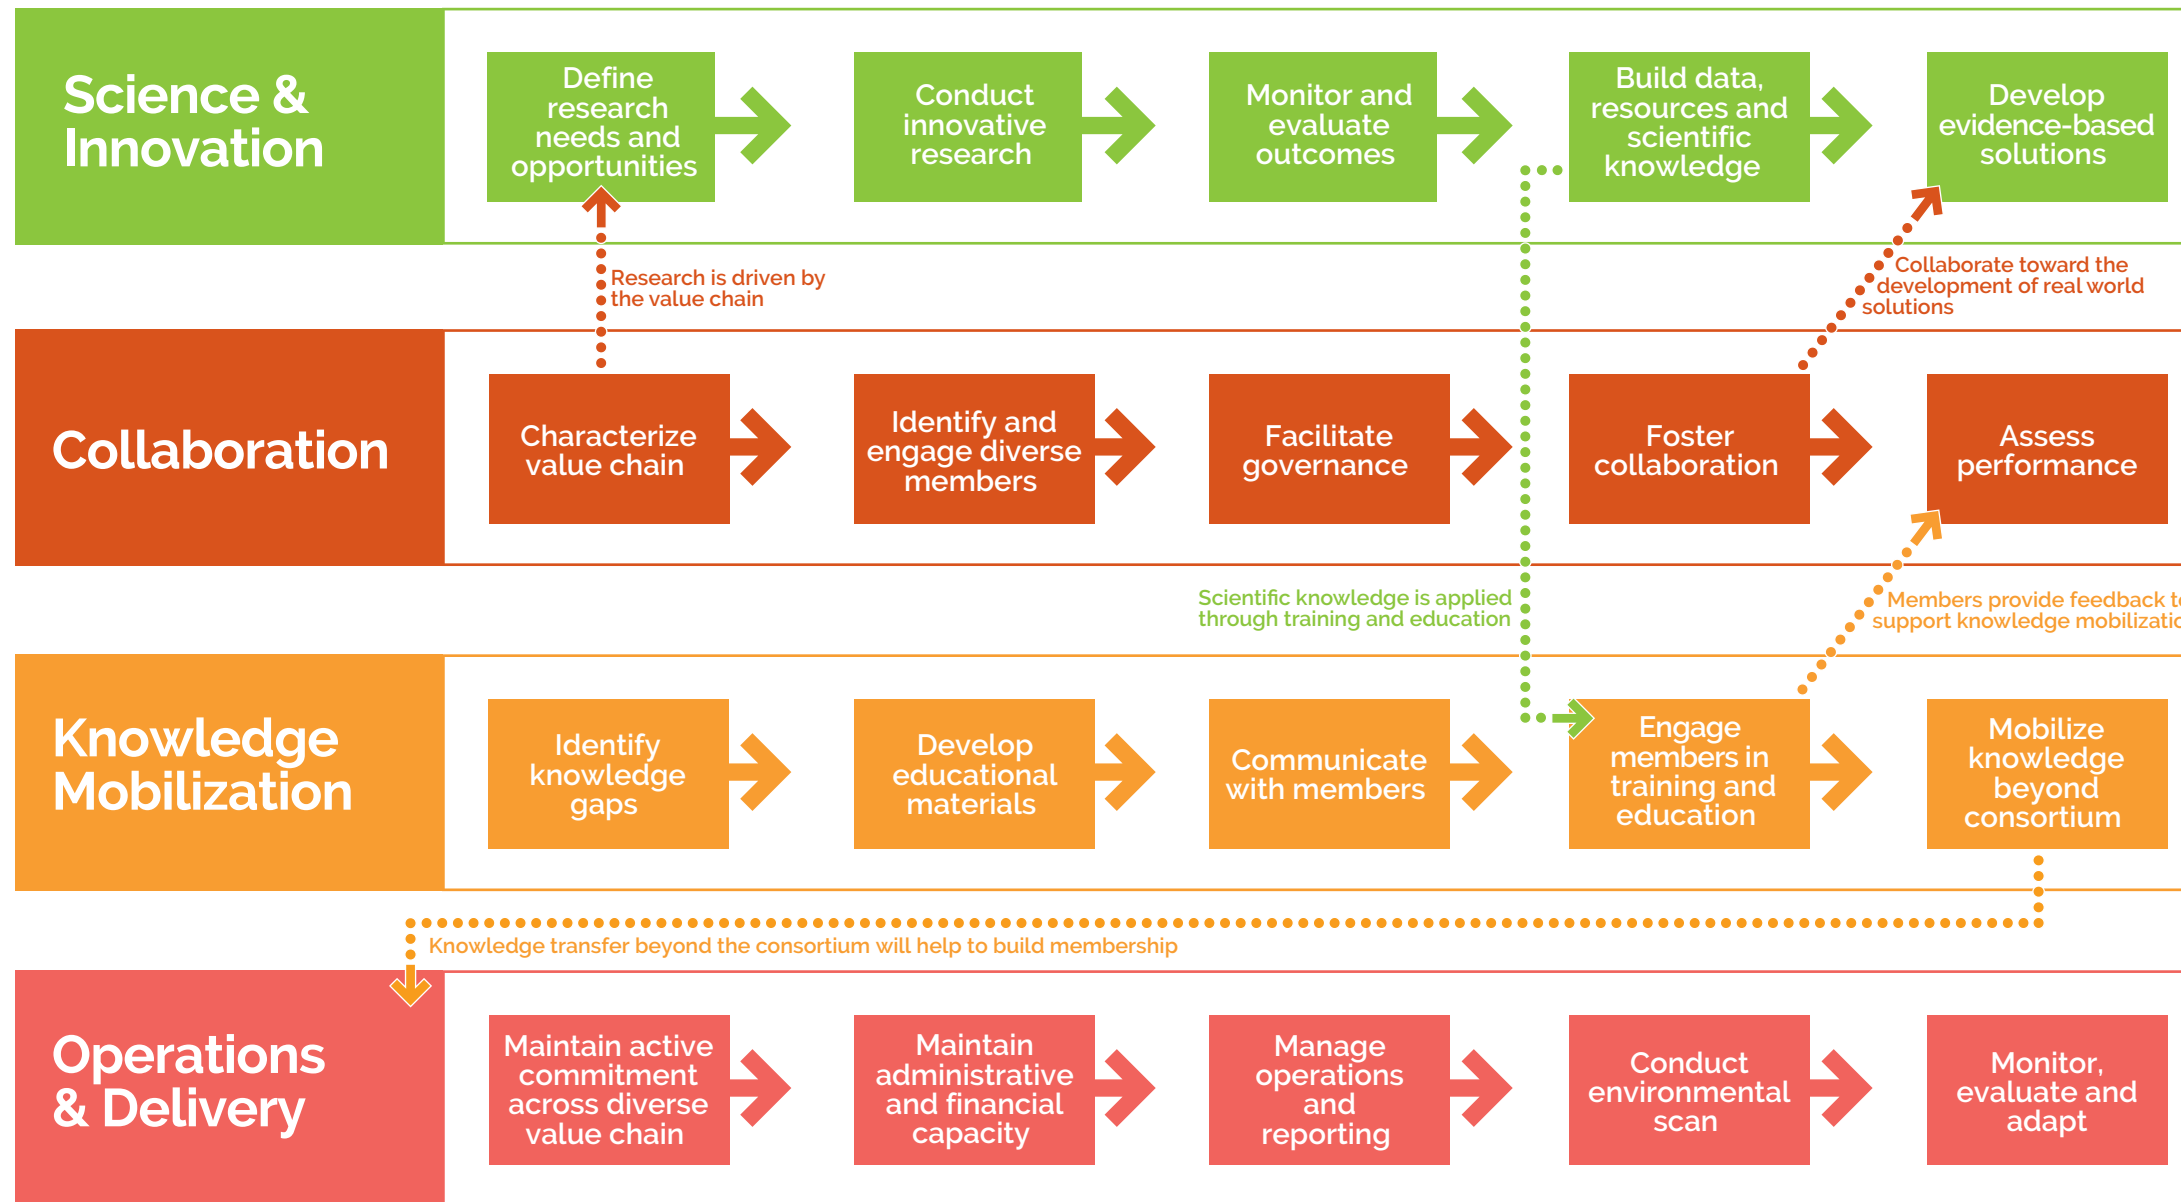 Science &
Innovation
Define
research
needs and
opportunities
Conduct
innovative
research
Monitor and
evaluate
outcomes
Build data,
resources and
scientific
knowledge
Develop
evidence-based
solutions
Research is driven by
the value chain
Collaborate toward the
development of real world
solutions
Collaboration
Characterize
value chain
Identify and
engage diverse
members
Facilitate
governance
Foster
collaboration
Assess
performance
Scientific knowledge is applied
through training and education
Members provide feedback
support knowledge
Knowledge
Mobilization
Identify
knowledge
gaps
Develop
educational
materials
Communicate
with members
Engage
members in
training and
education
Mobilize
knowledge
beyond
consortium
Knowledge transfer beyond the consortium will help to build membership
Operations
& Delivery
Maintain active
commitment
across diverse
value chain
Maintain
administrative
and financial
capacity
Manage
operations
and
reporting
Conduct
environmental
scan
Monitor,
evaluate and
adapt